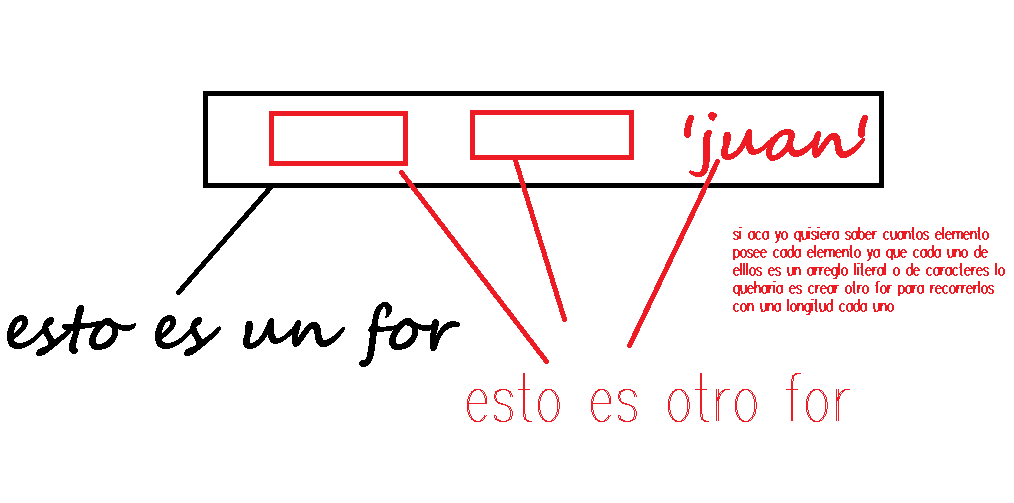 'juan'
si aca yo quisiera saber cuantos elemento
posee cada elemento ya que cada uno de
elllos es un arreglo literal o de caracteres lo
queharia es crear otro for para recorrerlos
con una longitud cada uno
esto es un for
esto es otro for